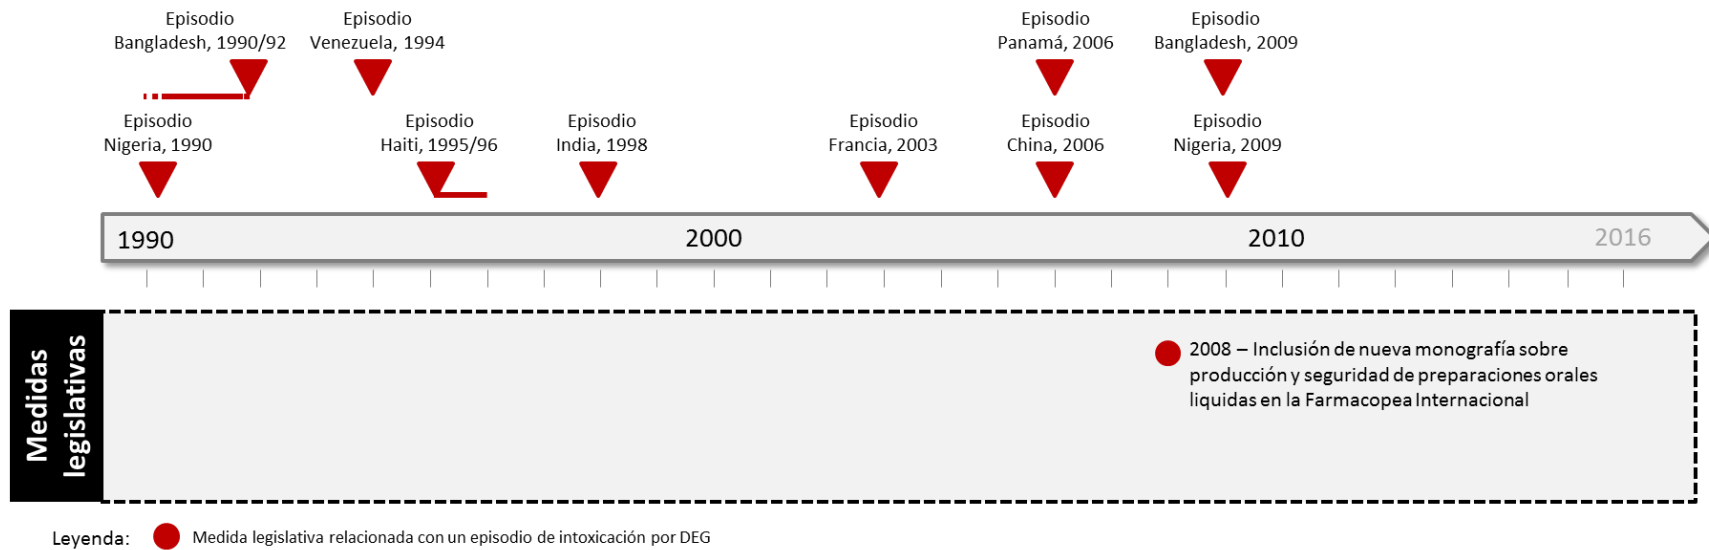 Episodio
Bangladesh, 1990/92
Episodio
Venezuela, 1994
Episodio
Panamá, 2006
Episodio
Bangladesh, 2009
Episodio
Nigeria, 1990
Episodio
Haiti, 1995/96
Episodio
India, 1998
Episodio
Francia, 2003
Episodio
China, 2006
Episodio
Nigeria, 2009
1990
2000
2010
2016
Medidas
legislativas
2008 – Inclusión de nueva monografía sobre
producción y seguridad de preparaciones orales
liquidas en la Farmacopea Internacional
Leyenda:
Medida legislativa relacionada con un episodio de intoxicación por DEG